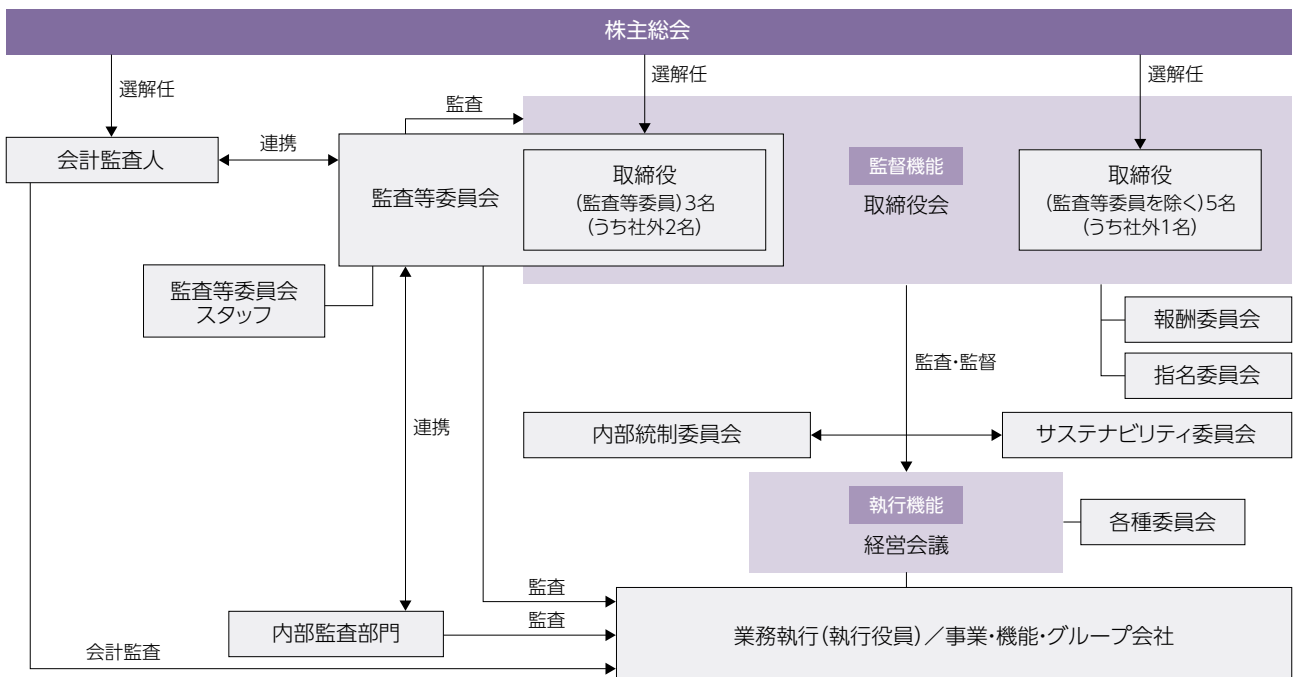 株主総会
選解任
選解任
選解任
監査
会計監査人
連携
監査等委員会
取締役
(監査等委員)3名
(うち社外2名)
監督機能
取締役会
取締役
(監査等委員を除く)5名
(うち社外1名)
監査等委員会
スタッフ
報酬委員会
指名委員会
監査・監督
連携
内部統制委員会
サステナビリティ委員会
執行機能
経営会議
各種委員会
監査
内部監査部門
監査
業務執行(執行役員)/事業・機能・グループ会社
会計監査